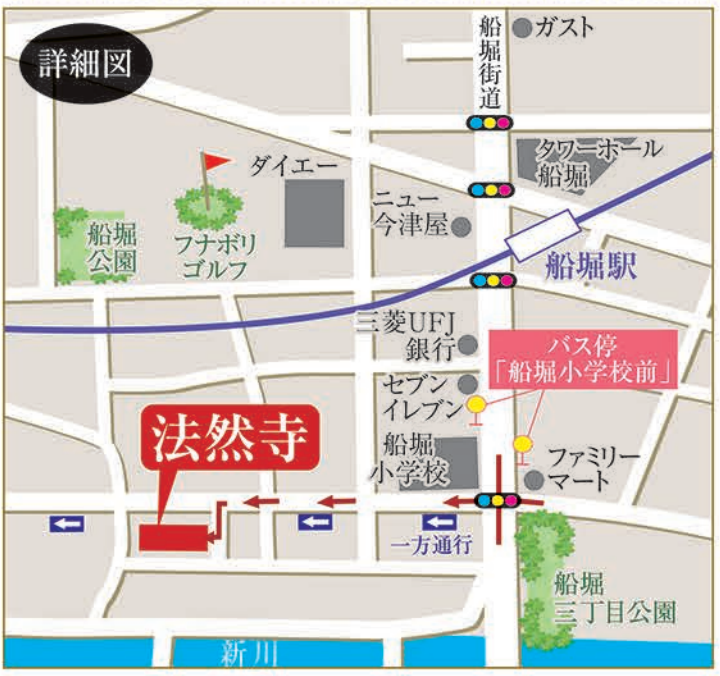 詳細図
船堀街道
ガスト
タワーホール
船堀
ダイエー
ニュー
今津屋
船堀
公園
フナボリ
ゴルフ
船堀駅
三菱UFJ
銀行
バス停
「船堀小学校前」
セブン
イレブン
法然寺
船堀
小学校
ファミリー
マート
一方通行
船堀
三丁目公園
新川